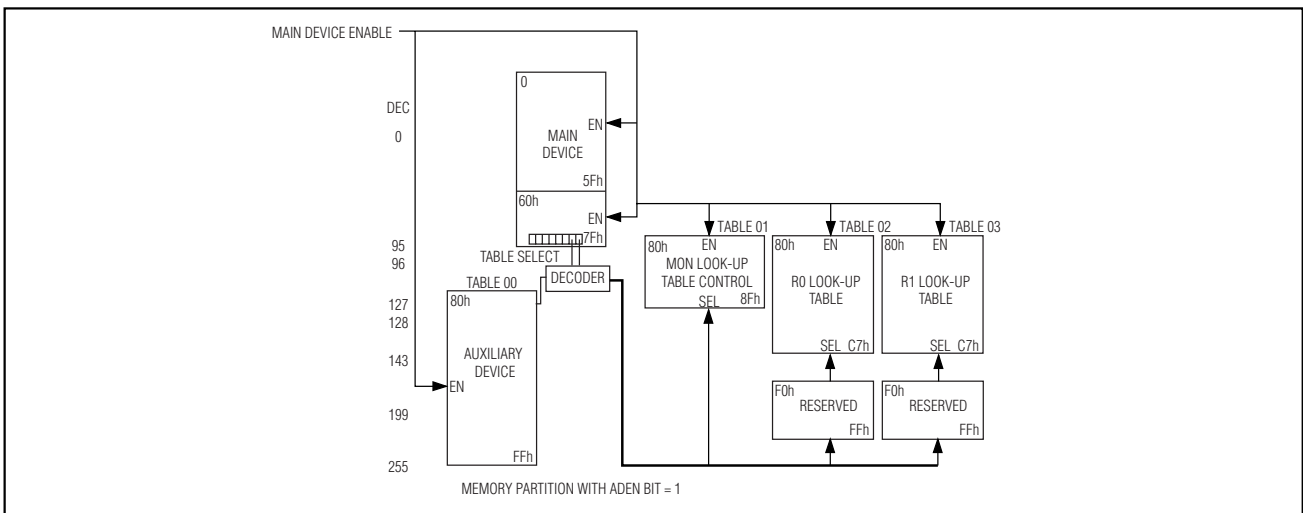 MAIN DEVICE ENABLE
DEC
0
95
96
127
128
143
199
255
0
EN
MAIN
DEVICE
5Fh
60h
EN
7Fh
TABLE SELECT
DECODER
TABLE 00
80h
AUXILIARY
DEVICE
EN
FFh
TABLE 01
80h
EN
MON LOOK-UP
TABLE CONTROL
SEL
8Fh
TABLE 02
80h
EN
R0 LOOK-UP
TABLE
SEL
C7h
F0h
RESERVED
FFh
TABLE 03
80h
EN
R1 LOOK-UP
TABLE
SEL
C7h
F0h
RESERVED
FFh
MEMORY PARTITION WITH ADEN BIT = 1